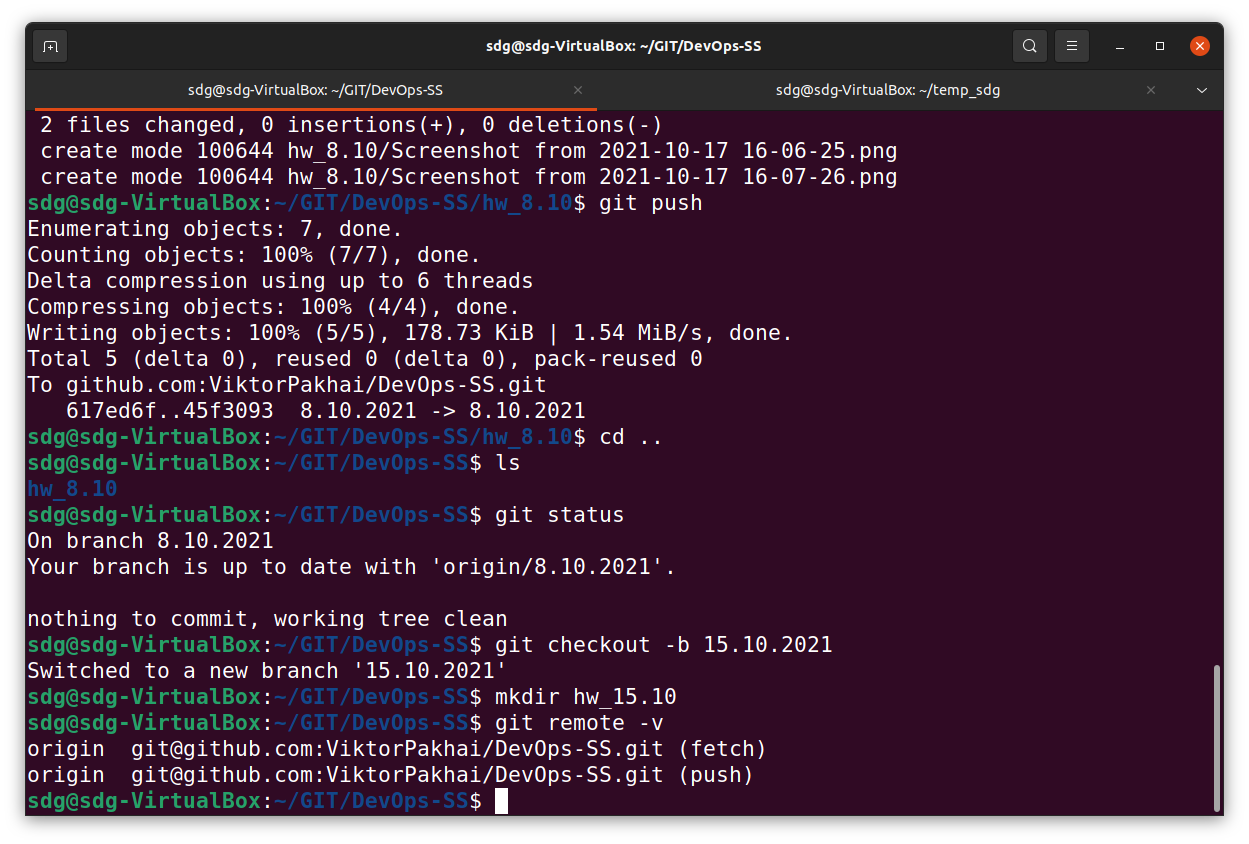 sdg@sdg-VirtualBox: ~/GIT/DevOps-SS
sdg@sdg-VirtualBox: ~/GIT/DevOps-SS
sdg@sdg-VirtualBox: ~/temp_sdg
 2 files changed, 0 insertions(+), 0 deletions(-)
 create mode 100644 hw_8.10/Screenshot from 2021-10-17 16-06-25.png
 create mode 100644 hw_8.10/Screenshot from 2021-10-17 16-07-26.png
sdg@sdg-VirtualBox:~/GIT/DevOps-SS/hw_8.10$ git push
Enumerating objects: 7, done.
Counting objects: 100% (7/7), done.
Delta compression using up to 6 threads
Compressing objects: 100% (4/4), done.
Writing objects: 100% (5/5), 178.73 KiB | 1.54 MiB/s, done.
Total 5 (delta 0), reused 0 (delta 0), pack-reused 0
To github.com:ViktorPakhai/DevOps-SS.git
   617ed6f..45f3093  8.10.2021 -> 8.10.2021
sdg@sdg-VirtualBox:~/GIT/DevOps-SS/hw_8.10$ cd ..
sdg@sdg-VirtualBox:~/GIT/DevOps-SS$ ls
hw_8.10
sdg@sdg-VirtualBox:~/GIT/DevOps-SS$ git status
On branch 8.10.2021
Your branch is up to date with 'origin/8.10.2021'.

nothing to commit, working tree clean
sdg@sdg-VirtualBox:~/GIT/DevOps-SS$ git checkout -b 15.10.2021
Switched to a new branch '15.10.2021'
sdg@sdg-VirtualBox:~/GIT/DevOps-SS$ mkdir hw_15.10
sdg@sdg-VirtualBox:~/GIT/DevOps-SS$ git remote -v
origin  git@github.com:ViktorPakhai/DevOps-SS.git (fetch)
origin  git@github.com:ViktorPakhai/DevOps-SS.git (push)
sdg@sdg-VirtualBox:~/GIT/DevOps-SS$